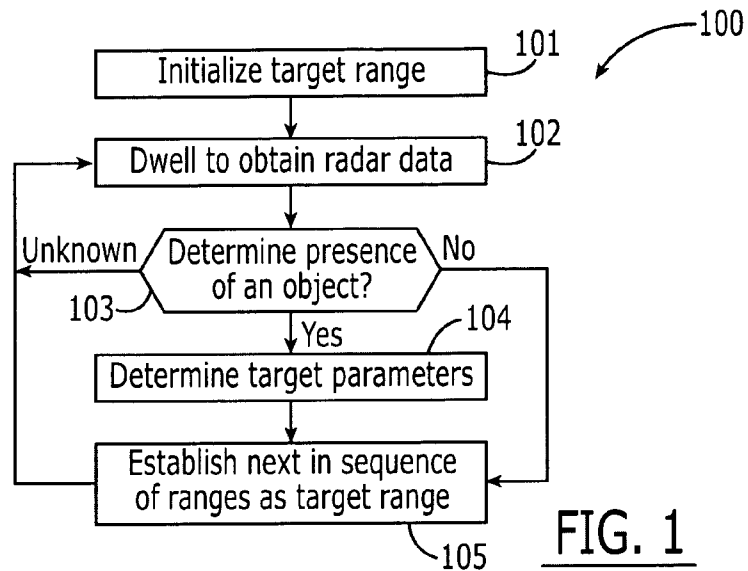 100
101
Initialize target range
102
Dwell to obtain radar data
Unknown
Determine presence
of an object?
No
103
Yes
104
Determine target parameters
Establish next in sequence
of ranges as target range
105
FIG. 1